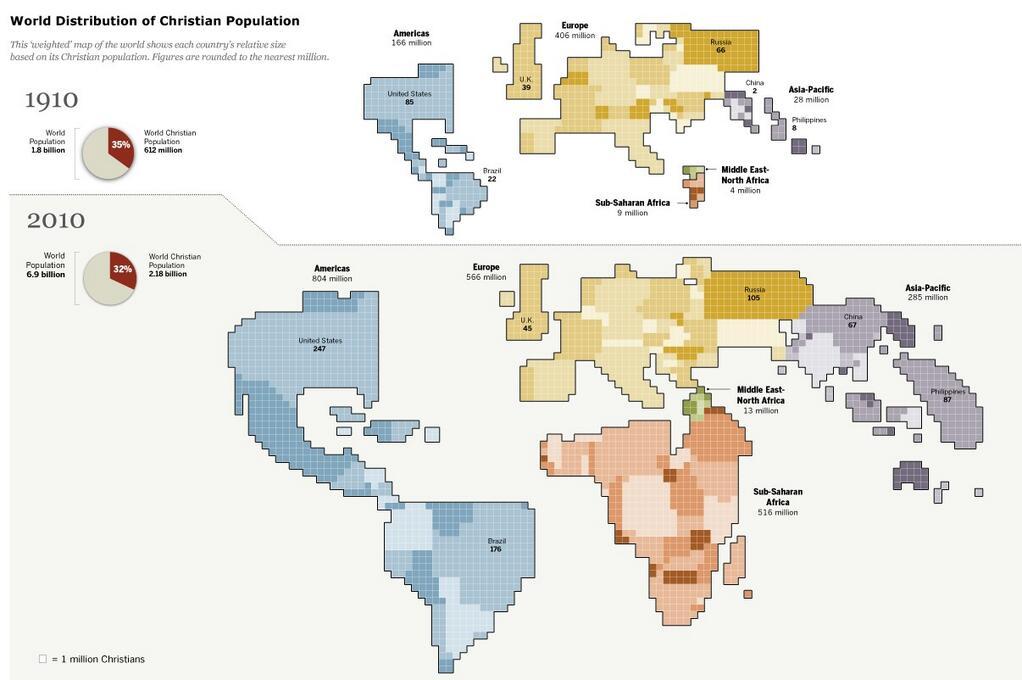 World Distribution of Christian Population
This ‘weighted’ map of the world shows each country’s relative size
based on its Christian population. Figures are rounded to the nearest million.
1910
World
Population
1.8 billion
35%
World Christian
Population
612 million
Americas
166 million
United States
85
Brazil
22
Europe
406 million
U.K.
39
Russia
66
China
2
Asia-Pacific
28 million
Philippines
8
Middle East-
North Africa
4 million
Sub-Saharan Africa
9 million
2010
World
Population
6.9 billion
32%
World Christian
Population
2.18 billion
Americas
804 million
United States
247
Brazil
176
Europe
566 million
U.K.
45
Russia
105
Asia-Pacific
285 million
China
67
Philippines
87
Middle East-
North Africa
13 million
Sub-Saharan
Africa
516 million
= 1 million Christians